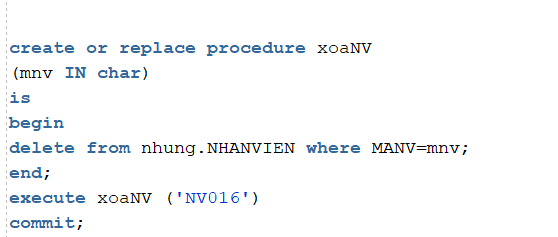 create or replace procedure xoaNV
(mnv IN char)
is
begin
delete from nhung.NHANVIEN where MANV=mnv;
end;
execute xoaNV ('NV016')
commit;